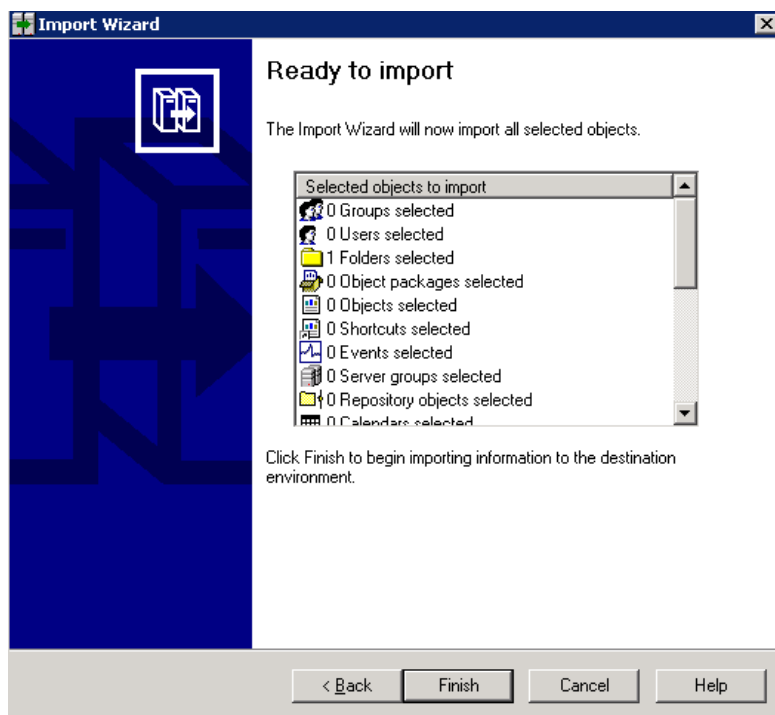 Import Wizard
Ready to import
The Import Wizard will now import all selected objects.
Selected objects to import
0 Groups selected
0 Users selected
1 Folders selected
0 Object packages selected
0 Objects selected
0 Shortcuts selected
0 Events selected
0 Server groups selected
0 Repository objects selected
0 Calendars selected
Click Finish to begin importing information to the destination
environment.
< Back
Finish
Cancel
Help